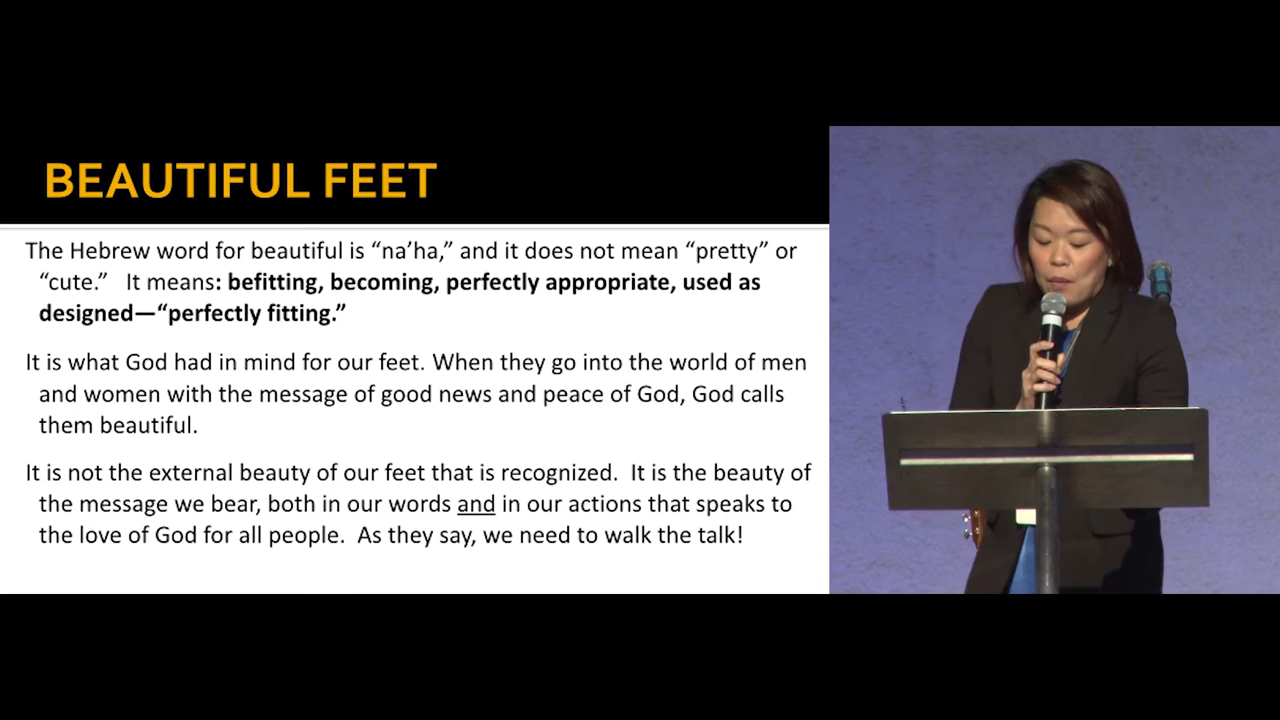 BEAUTIFUL FEET
The Hebrew word for beautiful is “na’ha,” and it does not mean “pretty” or
“cute.”   It means: befitting, becoming, perfectly appropriate, used as
designed—“perfectly fitting.”
It is what God had in mind for our feet. When they go into the world of men
and women with the message of good news and peace of God, God calls
them beautiful.
It is not the external beauty of our feet that is recognized.  It is the beauty of
the message we bear, both in our words and in our actions that speaks to
the love of God for all people.  As they say, we need to walk the talk!